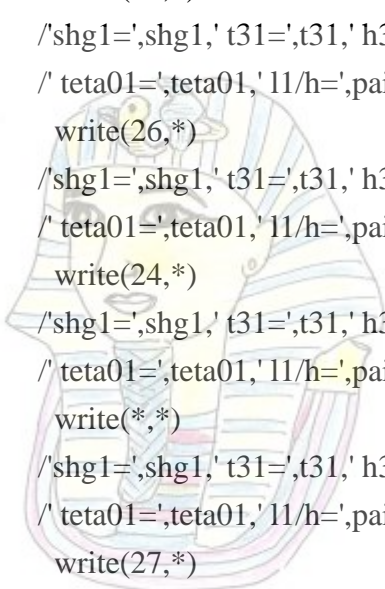 /'shg1=',shg1,' t31=',t31,' h3
/' teta01=',teta01,' l1/h=',pai
write(26,*)
/'shg1=',shg1,' t31=',t31,' h3
/' teta01=',teta01,' l1/h=',pai
write(24,*)
/'shg1=',shg1,' t31=',t31,' h3
/' teta01=',teta01,' l1/h=',pai
write(*,*)
/'shg1=',shg1,' t31=',t31,' h3
/' teta01=',teta01,' l1/h=',pai
write(27,*)